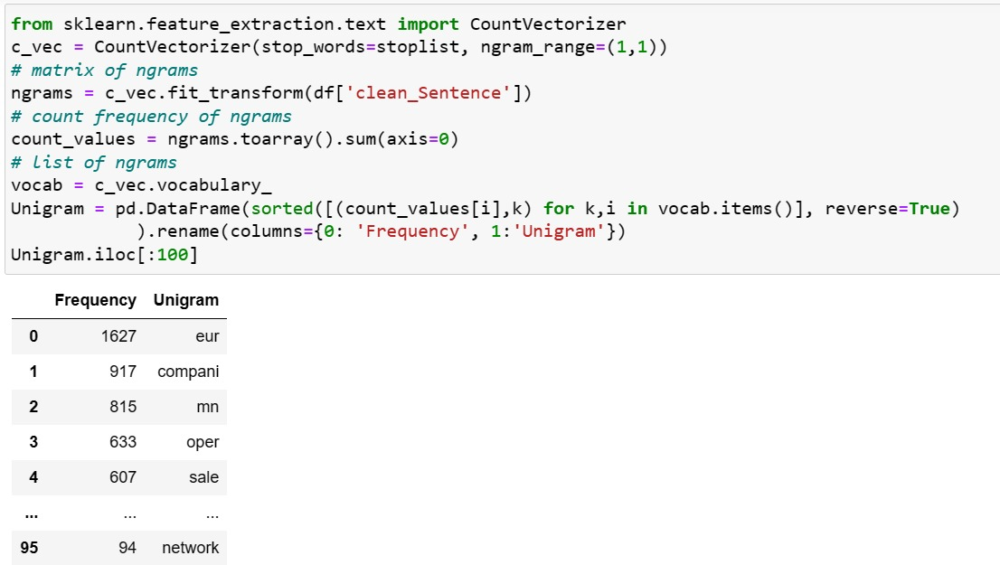 from sklearn.feature_extraction.text import CountVectorizer
c_vec = CountVectorizer(stop_words=stoplist, ngram_range=(1,1))
# matrix of ngrams
ngrams = c_vec.fit_transform(df['clean_Sentence'])
# count frequency of ngrams
count_values = ngrams.toarray().sum(axis=0)
# list of ngrams
vocab = c_vec.vocabulary_
Unigram = pd.DataFrame(sorted([(count_values[i],k) for k,i in vocab.items()], reverse=True)
            ).rename(columns={0: 'Frequency', 1:'Unigram'})
Unigram.iloc[:100]
Frequency Unigram
0 1627 eur
1 917 compani
2 815 mn
3 633 oper
4 607 sale
... ... ...
95 94 network